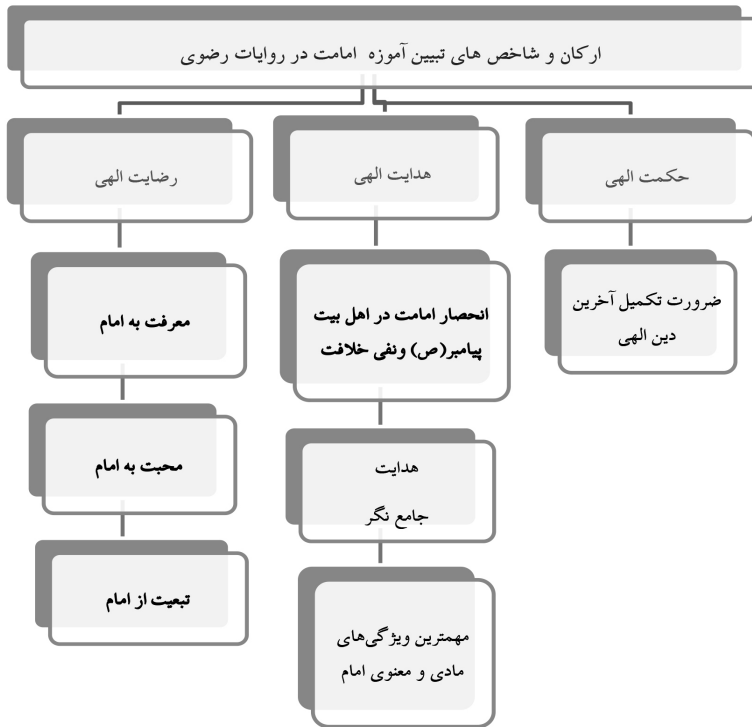 ارکان و شاخص های تبیین آموزه امامت در روایات رضوی
حکمت الهی
هدایت الهی
رضایت الهی
ضرورت تکمیل آخرین
دین الهی
انحصار امامت در اهل بیت
پیامبر(ص) ونفی خلافت
معرفت به امام
هدایت
جامع نگر
محبت به امام
مهمترین ویژگی‌های
مادی و معنوی امام
تبعیت از امام